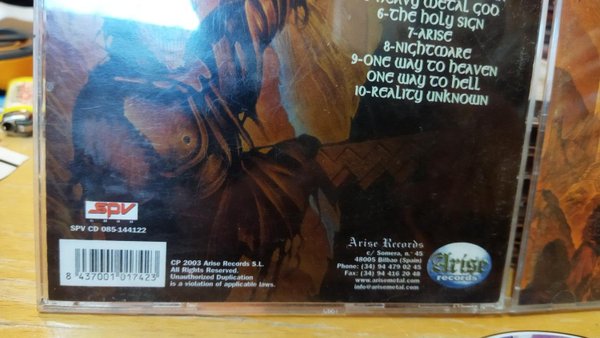 HEAVY METAL GOD
6-THE HOLY SIGN
7-ARISE
8-NIGHTMARE
9-ONE WAY TO HEAVEN
ONE WAY TO HELL
10-REALITY UNKNOWN
SPV
SPV CD 085-144122
8 437001 017423
CP 2003 Arise Records S.L.
All Rights Reserved.
Unauthorized Duplication
is a violation of applicable laws.
Arise Records
c/ Somera, n.º 45
48005 Bilbao (Spain)
Phone: (34) 94 479 02 45
Fax: (34) 94 416 20 48
www.arisemetal.com
info@arisemetal.com
Arise
records